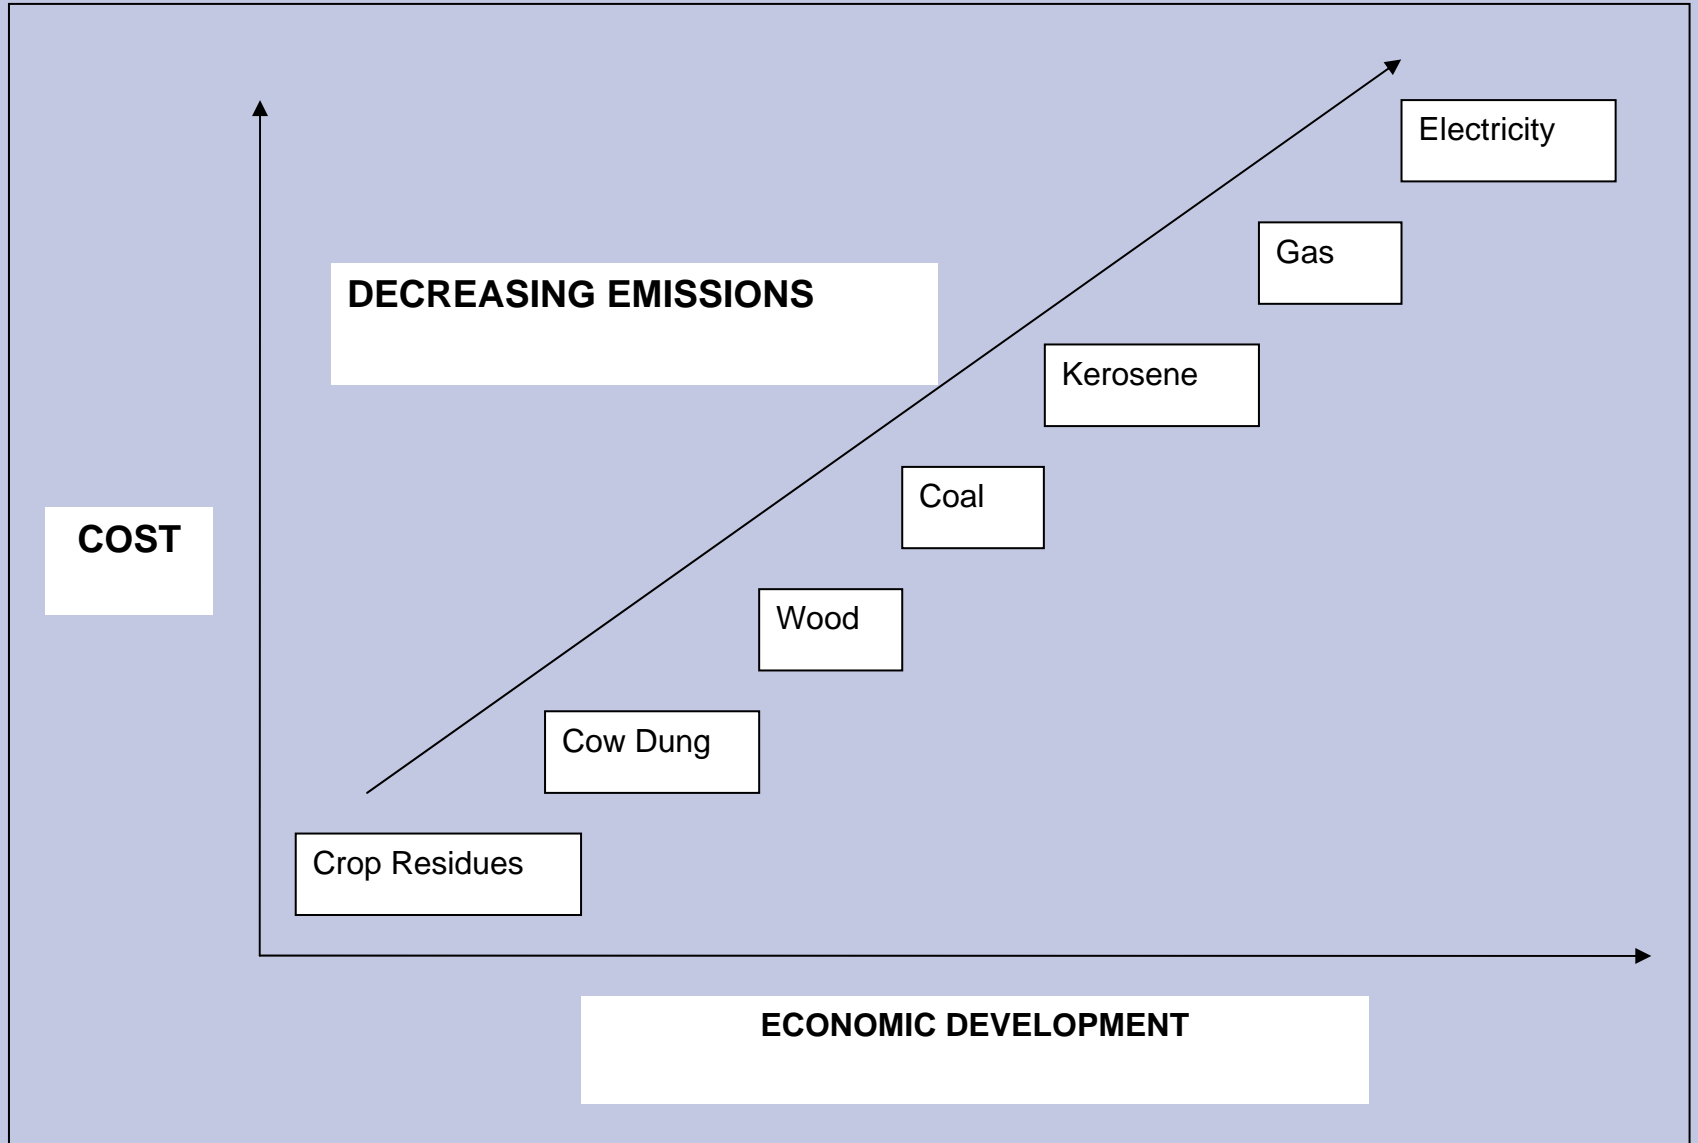 Electricity
Gas
DECREASING EMISSIONS
Kerosene
Coal
COST
Wood
Cow Dung
Crop Residues
ECONOMIC DEVELOPMENT